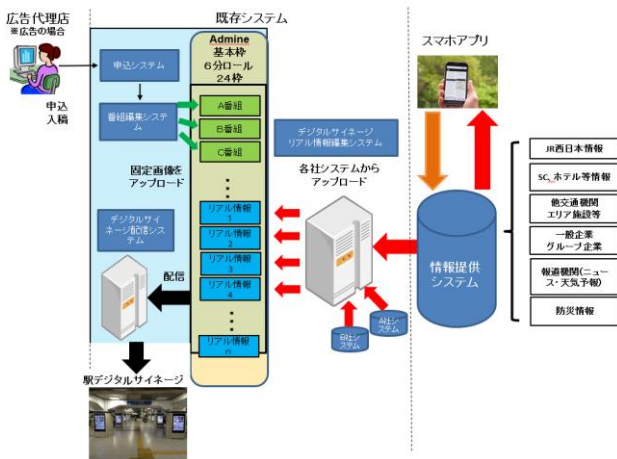 広告代理店
※広告の場合
申込
入稿
既存システム
申込システム
番組編集システ
ム
固定画像を
アップロード
デジタルサイ
ネージ配信シス
テム
配信
駅デジタルサイネージ
Admine
基本枠
6分ロール
24枠
A番組
B番組
C番組
リアル情報
1
リアル情報
2
リアル情報
3
リアル情報
4
リアル情報
n
デジタルサイネージ
リアル情報編集システム
各社システムから
アップロード
B社シ
ステム
A社シ
ステム
スマホアプリ
情報提供
システム
JR西日本情報
SC、ホテル等情報
他交通機関
エリア施設等
一般企業
グループ企業
報道機関(ニュー
ス・天気予報)
防災情報